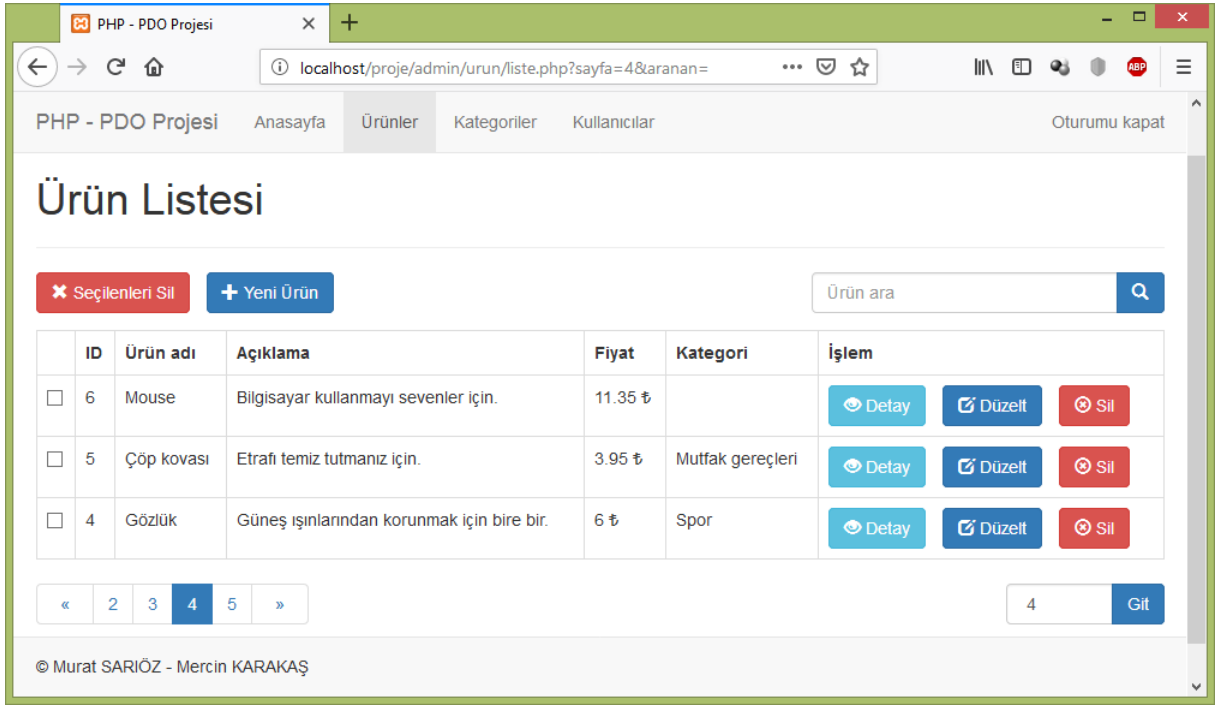 PHP - PDO Projesi
localhost/proje/admin/urun/liste.php?sayfa=4&aranan=
ABP
PHP - PDO Projesi Anasayfa Ürünler Kategoriler Kullanıcılar Oturumu kapat
Ürün Listesi
Seçilenleri Sil Yeni Ürün Ürün ara
ID Ürün adı Açıklama Fiyat Kategori İşlem
6 Mouse Bilgisayar kullanmayı sevenler için. 11.35 ₺ Detay Düzelt Sil
5 Çöp kovası Etrafı temiz tutmanız için. 3.95 ₺ Mutfak gereçleri Detay Düzelt Sil
4 Gözlük Güneş ışınlarından korunmak için bire bir. 6 ₺ Spor Detay Düzelt Sil
« 2 3 4 5 » 4 Git
© Murat SARIÖZ - Mercin KARAKAŞ